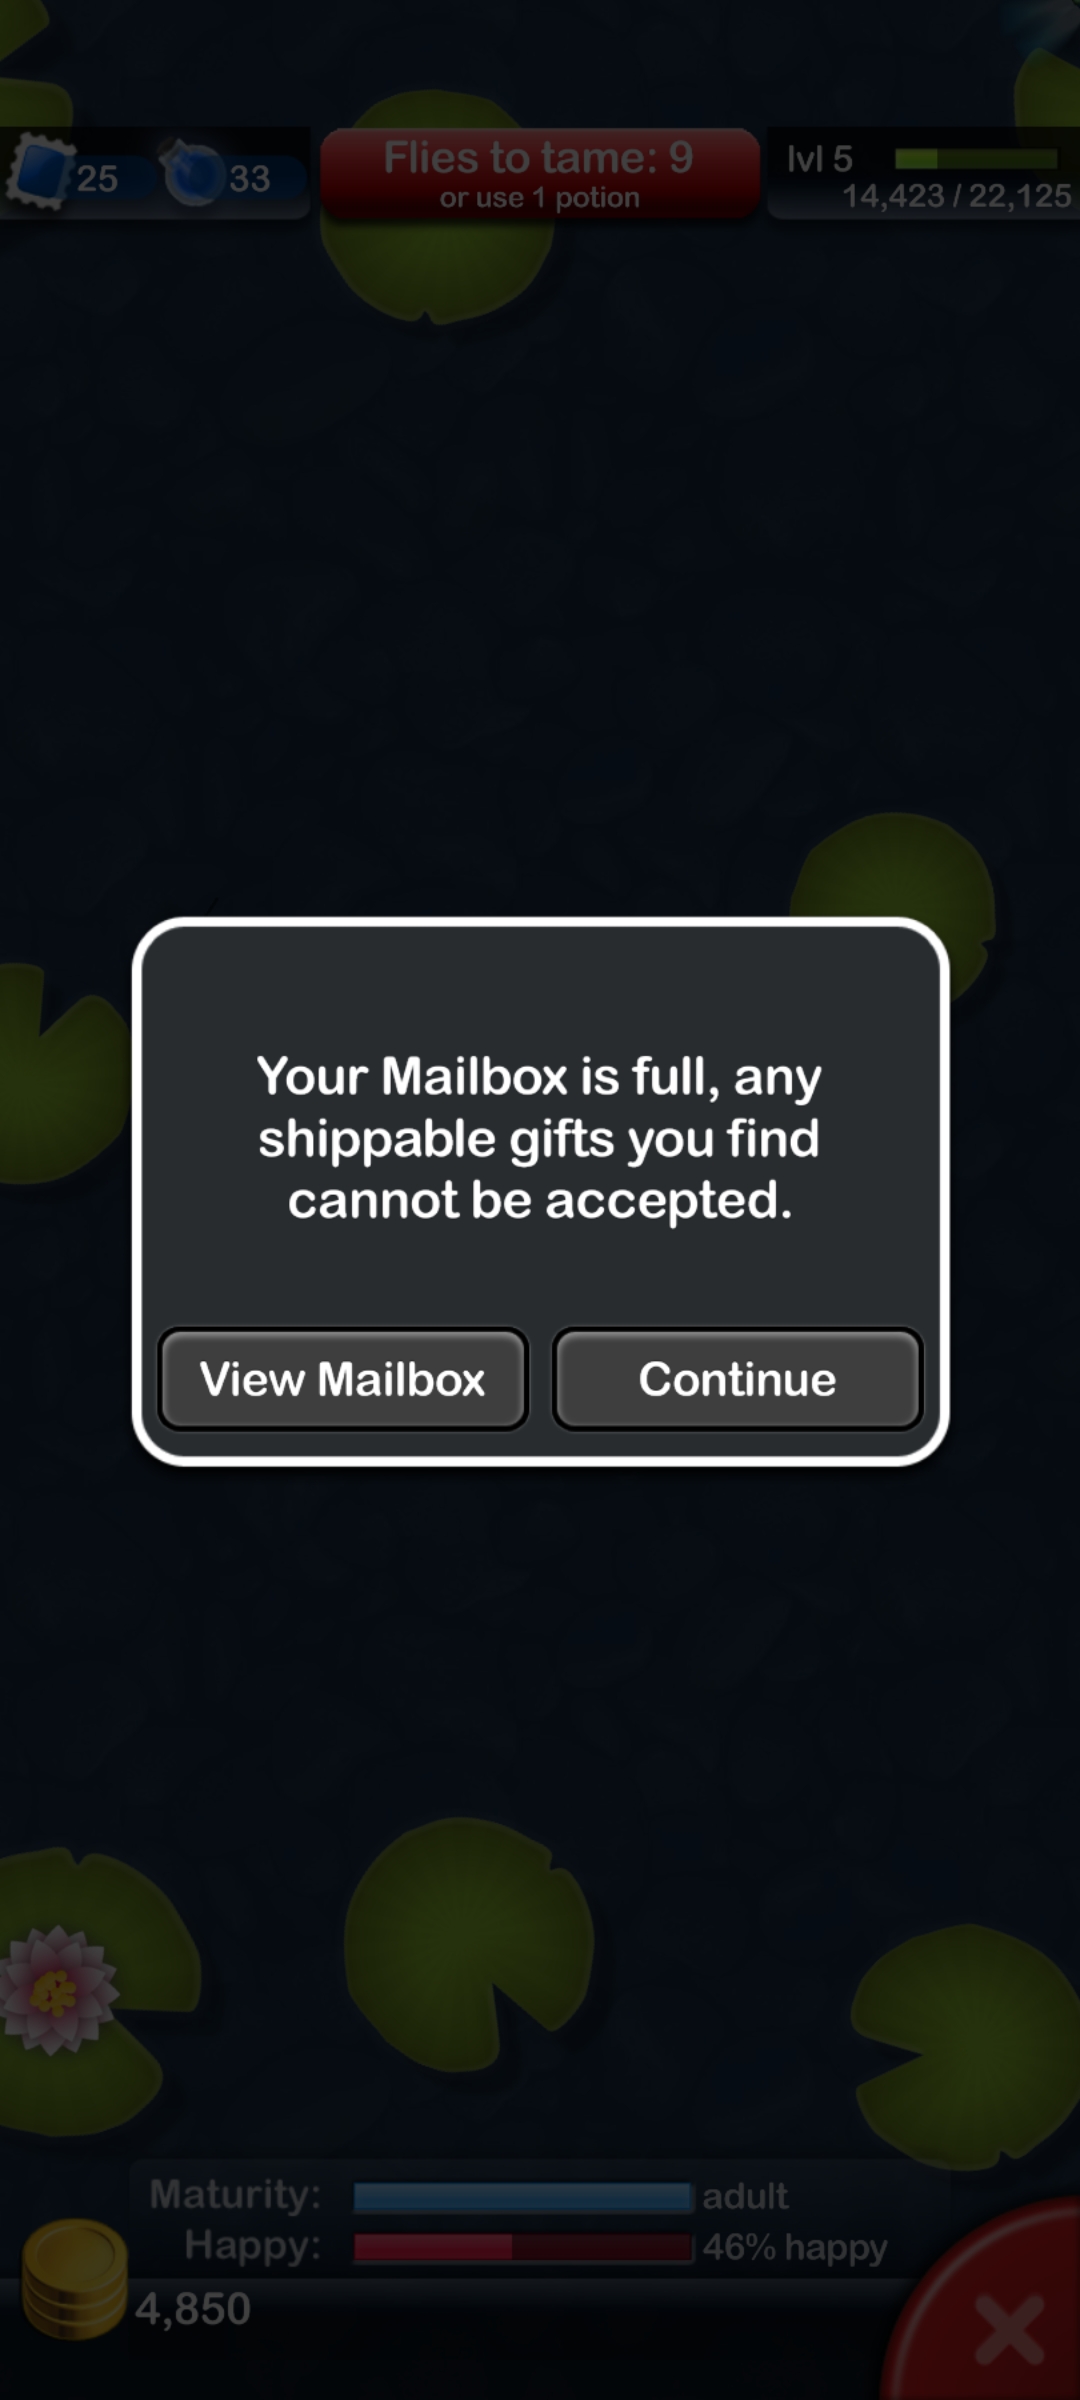 25
33
Flies to tame: 9
or use 1 potion
lvl 5
14,423 / 22,125
Your Mailbox is full, any
shippable gifts you find
cannot be accepted.
View Mailbox
Continue
Maturity:
adult
Happy:
46% happy
4,850